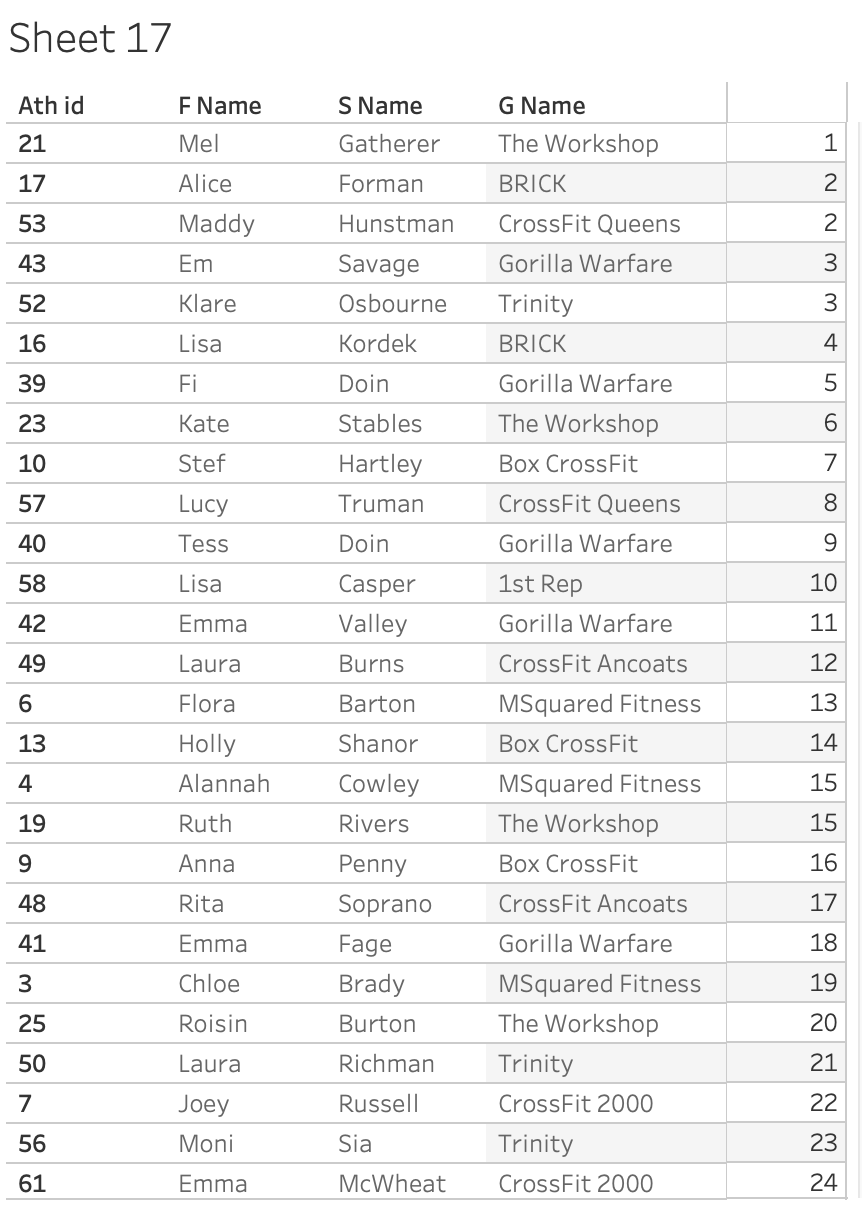 Sheet 17
Ath id F Name S Name G Name
21 Mel Gatherer The Workshop 1
17 Alice Forman BRICK 2
53 Maddy Hunstman CrossFit Queens 2
43 Em Savage Gorilla Warfare 3
52 Klare Osbourne Trinity 3
16 Lisa Kordek BRICK 4
39 Fi Doin Gorilla Warfare 5
23 Kate Stables The Workshop 6
10 Stef Hartley Box CrossFit 7
57 Lucy Truman CrossFit Queens 8
40 Tess Doin Gorilla Warfare 9
58 Lisa Casper 1st Rep 10
42 Emma Valley Gorilla Warfare 11
49 Laura Burns CrossFit Ancoats 12
6 Flora Barton MSquared Fitness 13
13 Holly Shanor Box CrossFit 14
4 Alannah Cowley MSquared Fitness 15
19 Ruth Rivers The Workshop 15
9 Anna Penny Box CrossFit 16
48 Rita Soprano CrossFit Ancoats 17
41 Emma Fage Gorilla Warfare 18
3 Chloe Brady MSquared Fitness 19
25 Roisin Burton The Workshop 20
50 Laura Richman Trinity 21
7 Joey Russell CrossFit 2000 22
56 Moni Sia Trinity 23
61 Emma McWheat CrossFit 2000 24